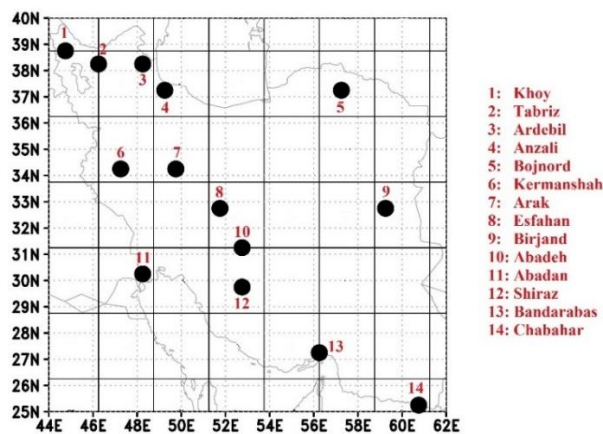 40N
39N
38N
37N
36N
35N
34N
33N
32N
31N
30N
29N
28N
27N
26N
25N
44E 46E 48E 50E 52E 54E 56E 58E 60E 62E
1
2
3
4
5
6
7
8
9
10
11
12
13
14
1: Khoy
2: Tabriz
3: Ardebil
4: Anzali
5: Bojnord
6: Kermanshah
7: Arak
8: Esfahan
9: Birjand
10: Abadeh
11: Abadan
12: Shiraz
13: Bandarabas
14: Chabahar